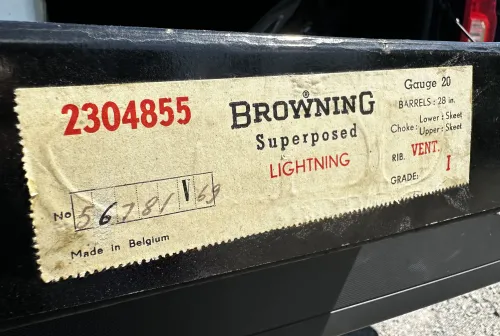 2304855
BROWNING
Superposed
LIGHTNING
Gauge 20
BARRELS: 28 in.
Choke: Lower: Skeet
Upper: Skeet
RIB. VENT.
GRADE: I
No 56781 V 69
Made in Belgium